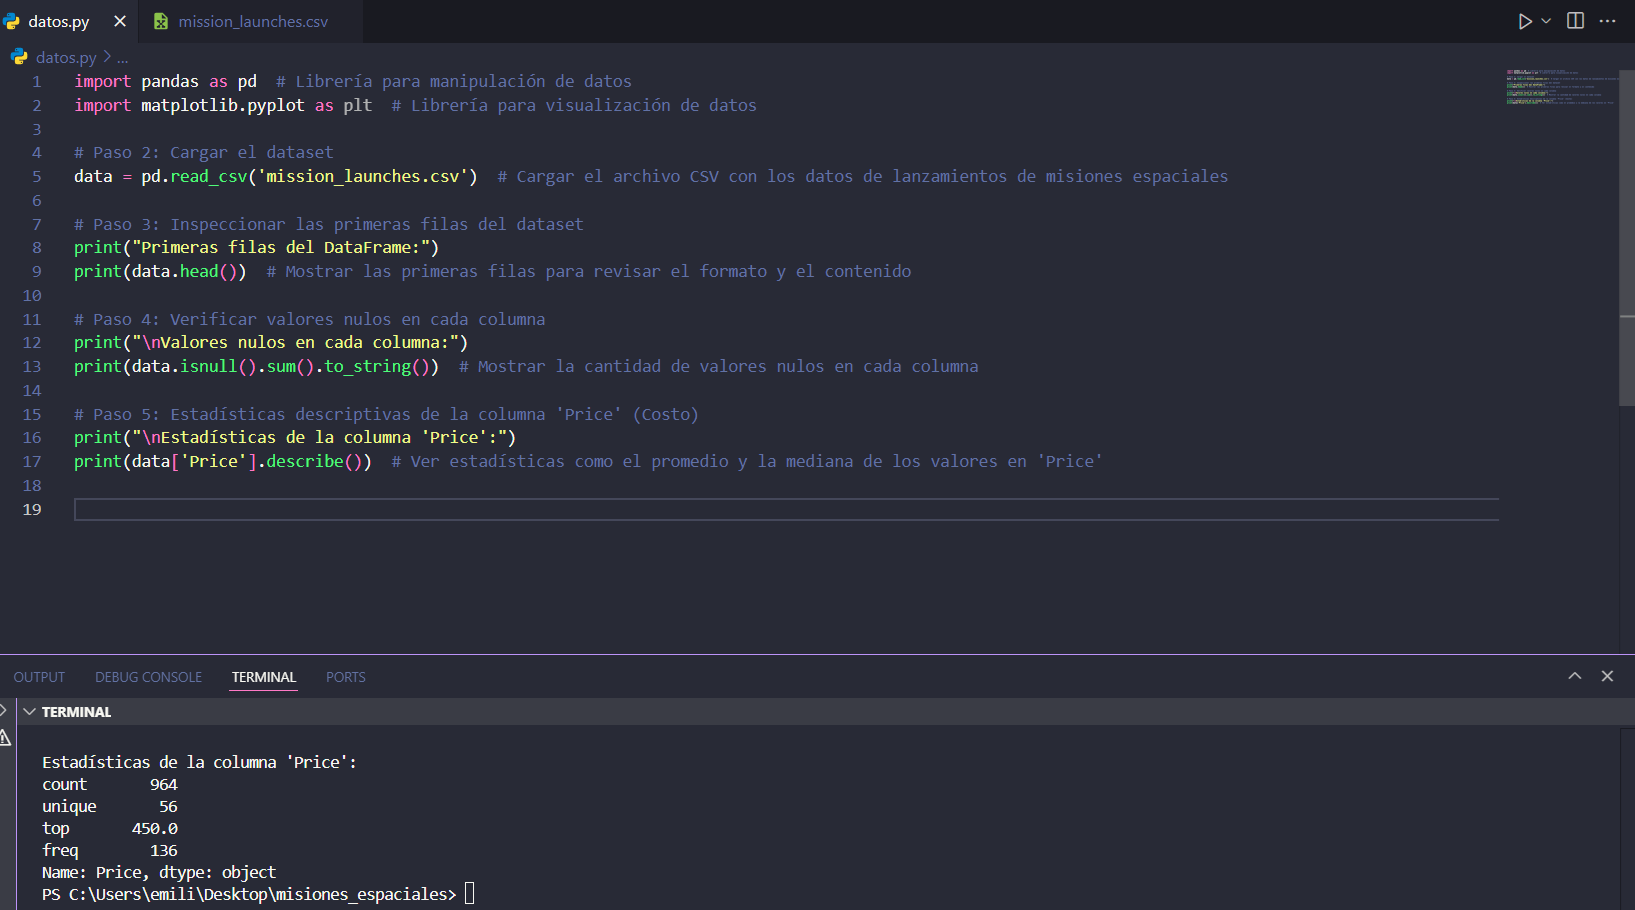 datos.py
mission_launches.csv
datos.py > ...
1 import pandas as pd  # Librería para manipulación de datos
2 import matplotlib.pyplot as plt  # Librería para visualización de datos
3
4 # Paso 2: Cargar el dataset
5 data = pd.read_csv('mission_launches.csv')  # Cargar el archivo CSV con los datos de lanzamientos de misiones espaciales
6
7 # Paso 3: Inspeccionar las primeras filas del dataset
8 print("Primeras filas del DataFrame:")
9 print(data.head())  # Mostrar las primeras filas para revisar el formato y el contenido
10
11 # Paso 4: Verificar valores nulos en cada columna
12 print("\nValores nulos en cada columna:")
13 print(data.isnull().sum().to_string())  # Mostrar la cantidad de valores nulos en cada columna
14
15 # Paso 5: Estadísticas descriptivas de la columna 'Price' (Costo)
16 print("\nEstadísticas de la columna 'Price':")
17 print(data['Price'].describe())  # Ver estadísticas como el promedio y la mediana de los valores en 'Price'
18
19
OUTPUT DEBUG CONSOLE TERMINAL PORTS
TERMINAL
Estadísticas de la columna 'Price':
count 964
unique 56
top 450.0
freq 136
Name: Price, dtype: object
PS C:\Users\emili\Desktop\misiones_espaciales>